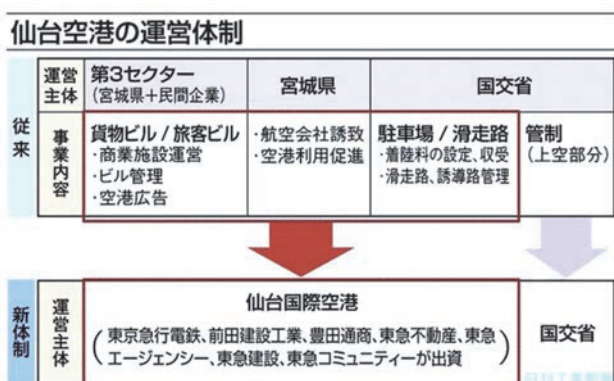 仙台空港の運営体制
従来
運営主体
第3セクター
(宮城県+民間企業)
宮城県
国交省
事業内容
貨物ビル/旅客ビル
・商業施設運営
・ビル管理
・空港広告
・航空会社誘致
・空港利用促進
駐車場/滑走路
・着陸料の設定、収受
・滑走路、誘導路管理
管制
(上空部分)
新体制
運営主体
仙台国際空港
(東京急行電鉄、前田建設工業、豊田通商、東急不動産、東急
エージェンシー、東急建設、東急コミュニティーが出資)
国交省